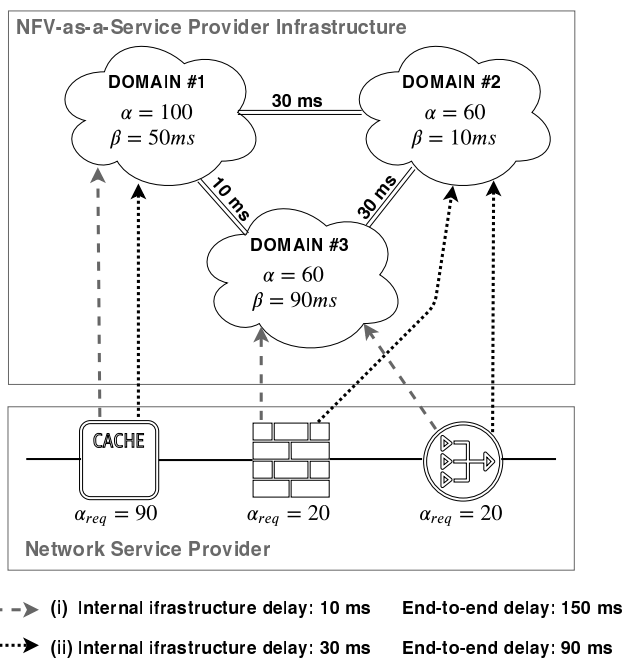 NFV-as-a-Service Provider Infrastructure
DOMAIN #1
α = 100
β = 50ms
30 ms
DOMAIN #2
α = 60
β = 10ms
10 ms
30 ms
DOMAIN #3
α = 60
β = 90ms
CACHE
α_req = 90
α_req = 20
α_req = 20
Network Service Provider
(i) Internal ifrastructure delay: 10 ms End-to-end delay: 150 ms
(ii) Internal ifrastructure delay: 30 ms End-to-end delay: 90 ms